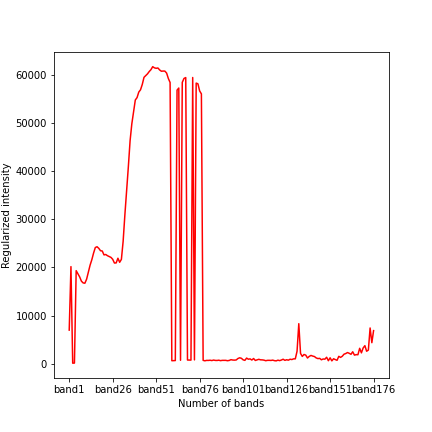 Regularized intensity
60000
50000
40000
30000
20000
10000
0
band1 band26 band51 band76 band101 band126 band151 band176
Number of bands